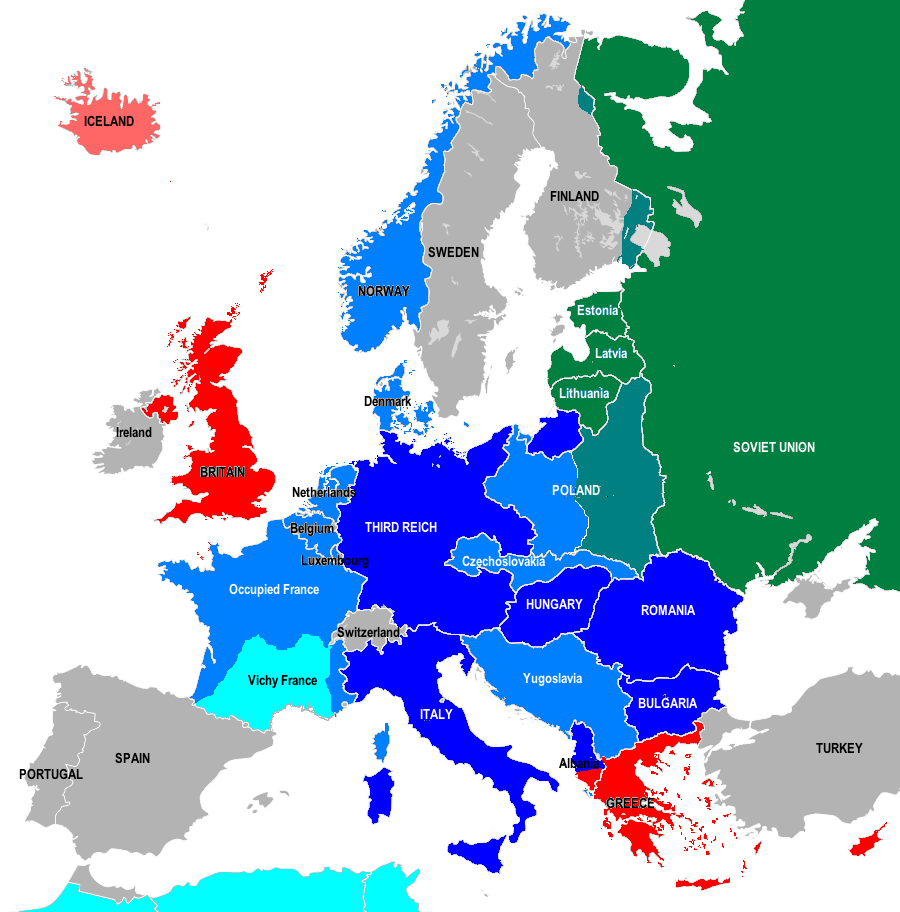 ICELAND
FINLAND
SWEDEN
NORWAY
Estonia
Latvia
Lithuania
Denmark
Ireland
SOVIET UNION
BRITAIN
Netherlands
POLAND
Belgium
THIRD REICH
Luxembourg
Czechoslovakia
Occupied France
HUNGARY
ROMANIA
Switzerland
Vichy France
Yugoslavia
BULGARIA
ITALY
TURKEY
SPAIN
Albania
PORTUGAL
GREECE